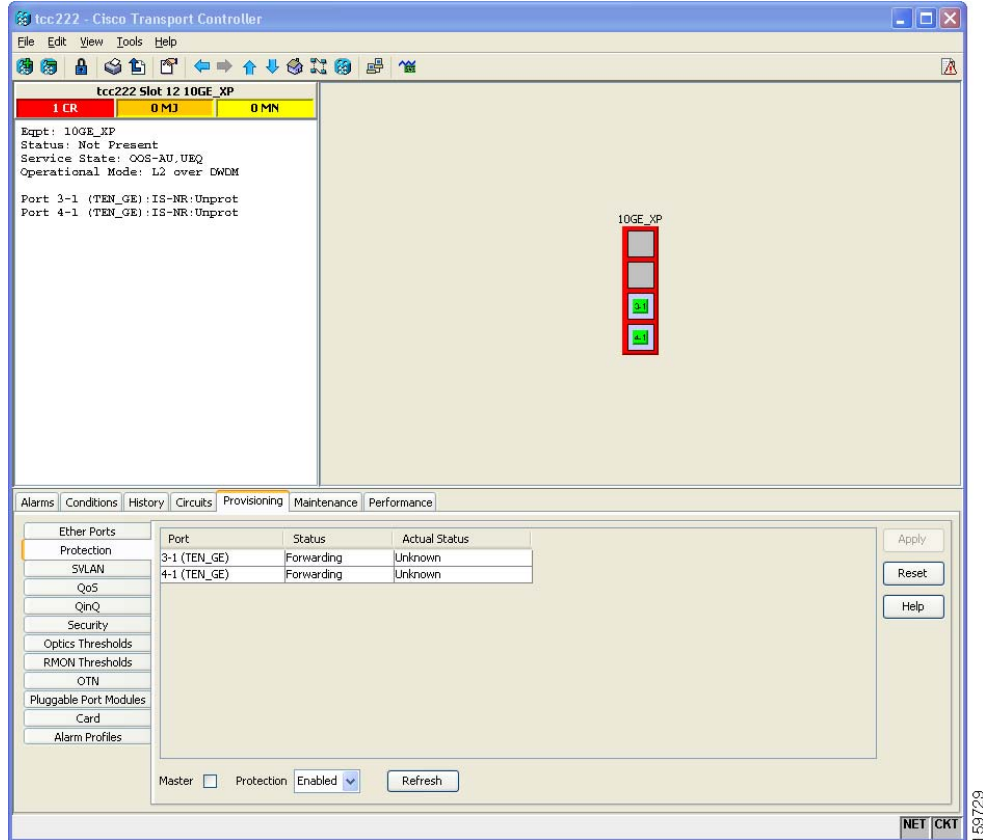 tcc222 - Cisco Transport Controller
File Edit View Tools Help
tcc222 Slot 12 10GE_XP
1 CR 0 MJ 0 MN
Eqpt: 10GE_XP
Status: Not Present
Service State: OOS-AU,UEQ
Operational Mode: L2 over DWDM
Port 3-1 (TEN_GE):IS-NR:Unprot
Port 4-1 (TEN_GE):IS-NR:Unprot
10GE_XP
3-1
4-1
Alarms Conditions History Circuits Provisioning Maintenance Performance
Ether Ports
Protection
SVLAN
QoS
QinQ
Security
Optics Thresholds
RMON Thresholds
OTN
Pluggable Port Modules
Card
Alarm Profiles
Port Status Actual Status
3-1 (TEN_GE) Forwarding Unknown
4-1 (TEN_GE) Forwarding Unknown
Apply
Reset
Help
Master Protection Enabled Refresh
NET CKT
159729